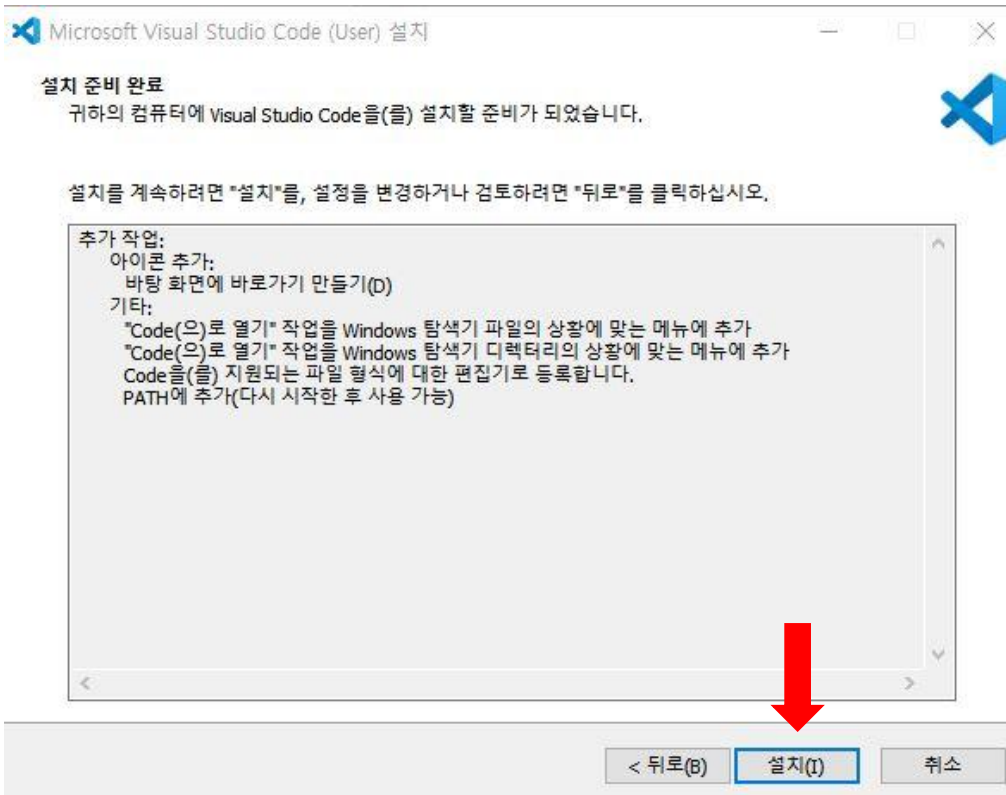 Microsoft Visual Studio Code (User) 설치
설치 준비 완료
귀하의 컴퓨터에 Visual Studio Code을(를) 설치할 준비가 되었습니다.
설치를 계속하려면 "설치"를, 설정을 변경하거나 검토하려면 "뒤로"를 클릭하십시오.
추가 작업:
아이콘 추가:
바탕 화면에 바로가기 만들기(D)
기타:
"Code(으)로 열기" 작업을 Windows 탐색기 파일의 상황에 맞는 메뉴에 추가
"Code(으)로 열기" 작업을 Windows 탐색기 디렉터리의 상황에 맞는 메뉴에 추가
Code을(를) 지원되는 파일 형식에 대한 편집기로 등록합니다.
PATH에 추가(다시 시작한 후 사용 가능)
< 뒤로(B) 설치(I) 취소